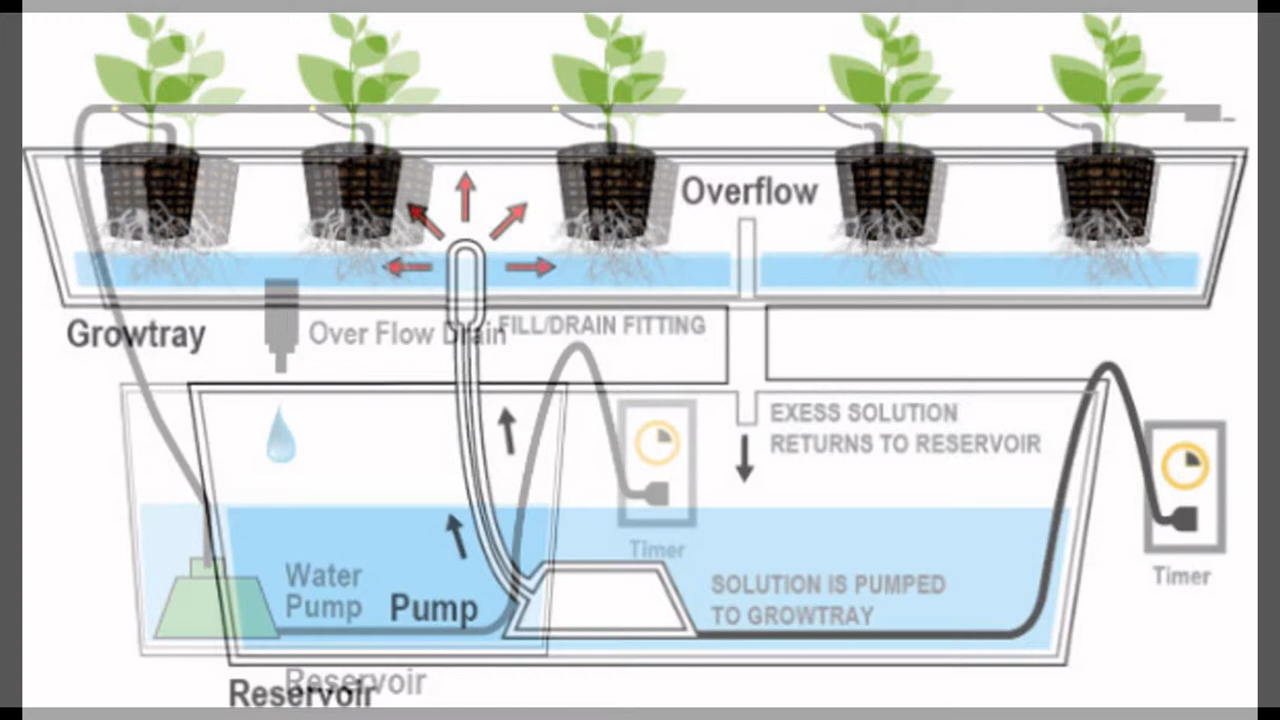 Overflow
Growtray
Over Flow Drain
FILL/DRAIN FITTING
EXESS SOLUTION
RETURNS TO RESERVOIR
Timer
Timer
Water
Pump
Pump
SOLUTION IS PUMPED
TO GROWTRAY
Reservoir
Reservoir